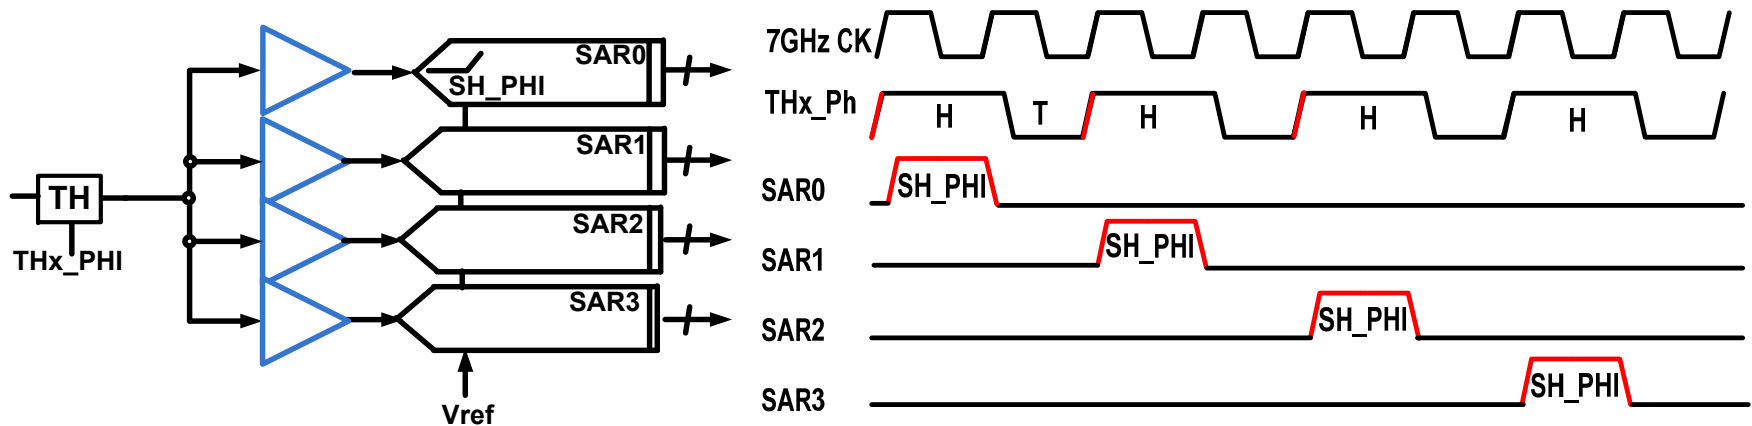 SAR0
SH_PHI
SAR1
TH
THx_PHI
SAR2
SAR3
Vref
7GHz CK
THx_Ph
H T H H H
SAR0 SH_PHI
SAR1 SH_PHI
SAR2 SH_PHI
SAR3 SH_PHI